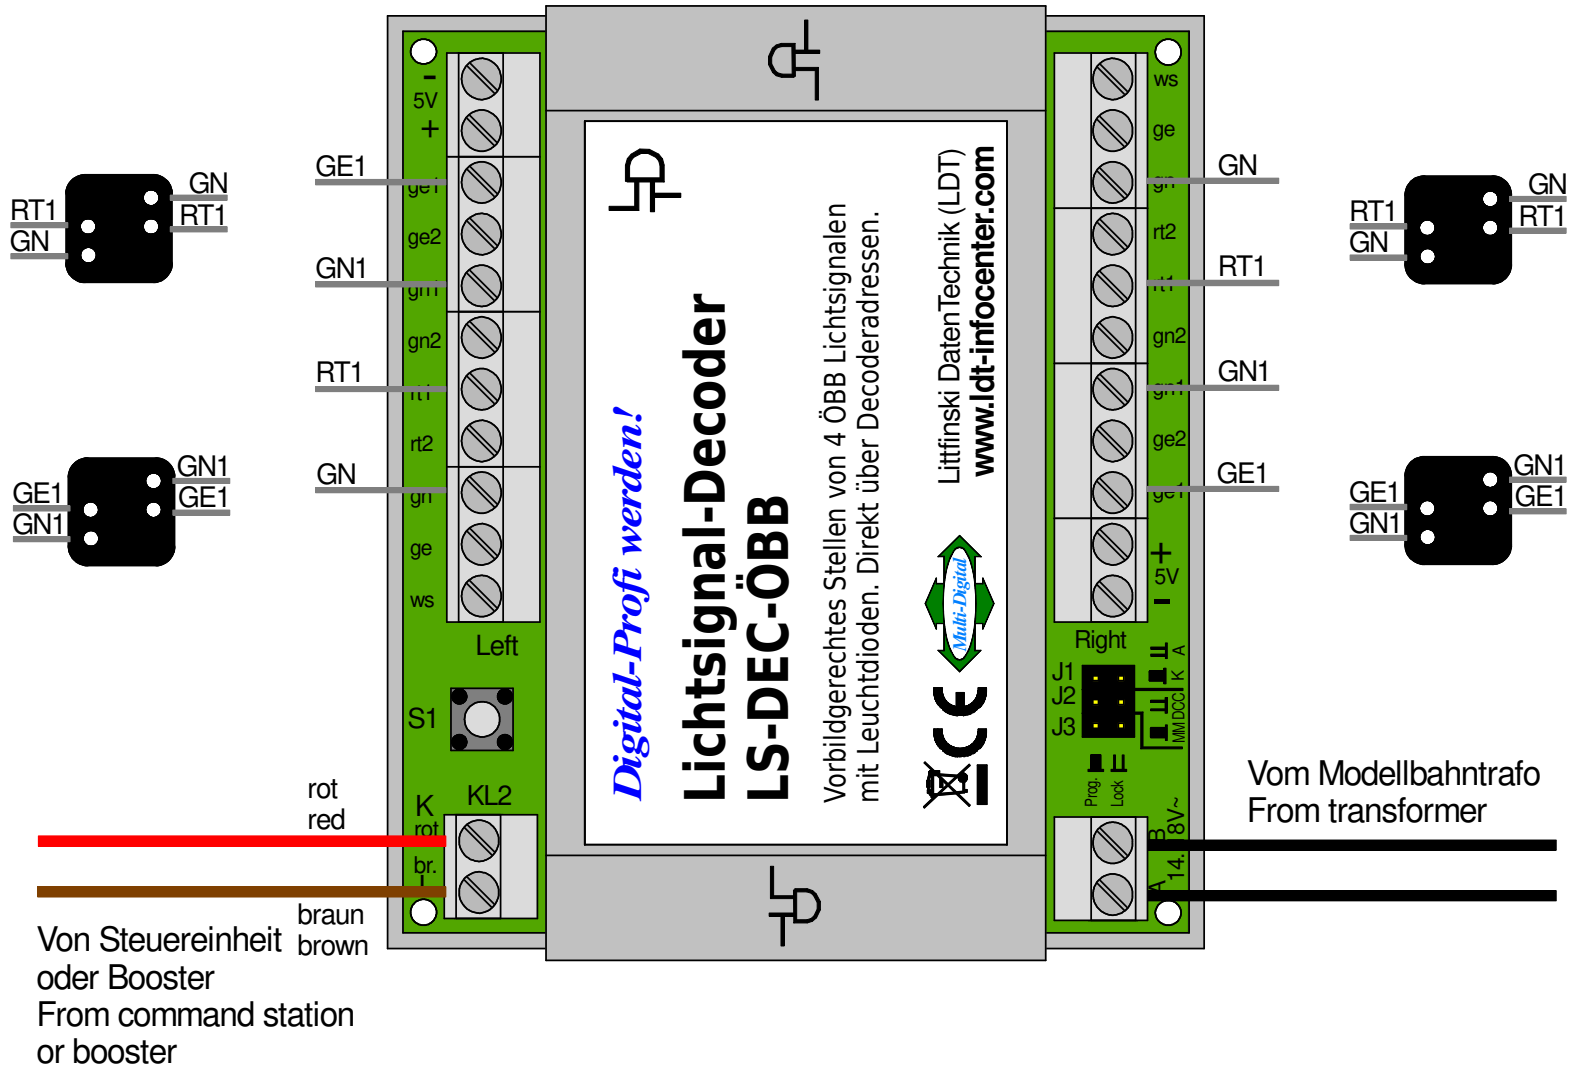 GN
RT1
RT1
GN
GN1
GE1
GE1
GN1
GE1
GN1
RT1
GN
-
5V
+
ge1
ge2
gn1
gn2
rt1
rt2
gn
ge
ws
Left
S1
KL2
K
rot
br.
rot
red
braun
brown
Von Steuereinheit
oder Booster
From command station
or booster
Digital-Profi werden!
Lichtsignal-Decoder
LS-DEC-ÖBB
Vorbildgerechtes Stellen von 4 ÖBB Lichtsignalen
mit Leuchtdioden. Direkt über Decoderadressen.
Littfinski DatenTechnik (LDT)
www.ldt-infocenter.com
Multi-Digital
CE
ws
ge
gn
rt2
rt1
gn2
gn1
ge2
ge1
+
5V
-
Right
J1
J2
J3
A
K
DCC
MM
Prog.
Lock
B
A
14..18V~
GN
RT1
GN1
GE1
GN
RT1
RT1
GN
GN1
GE1
GE1
GN1
Vom Modellbahntrafo
From transformer